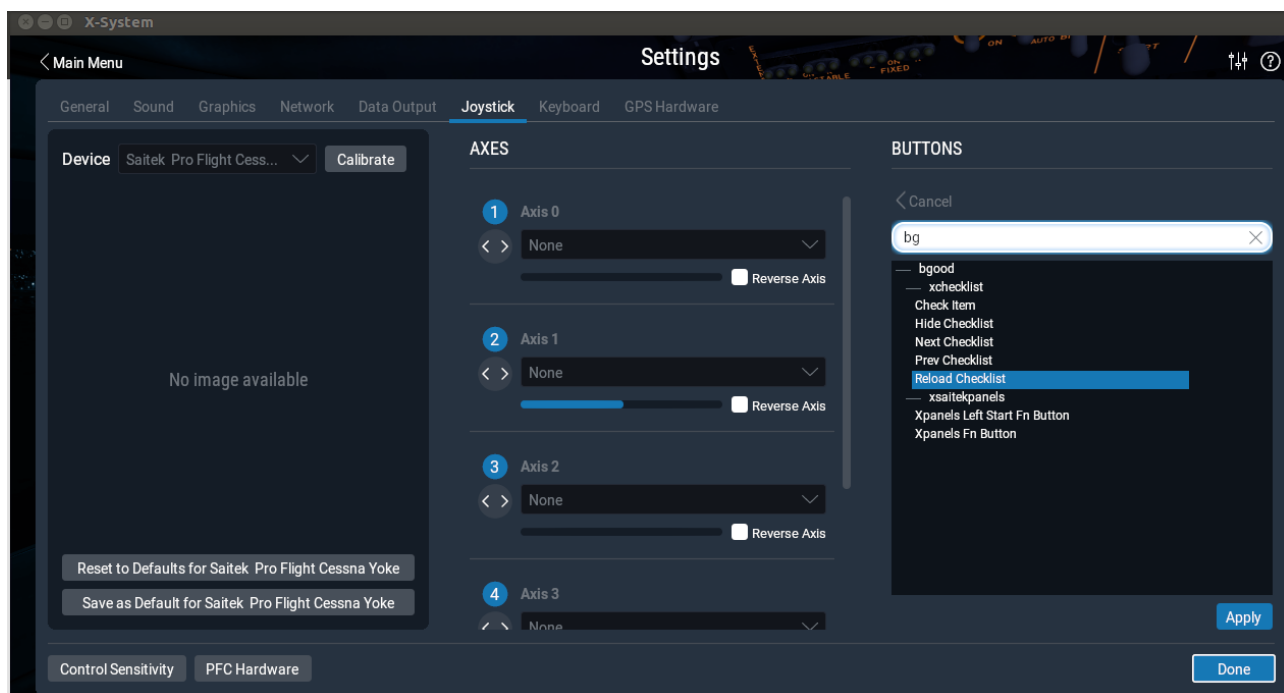 X-System
Main Menu
Settings
ON
AUTO
FIXED
General Sound Graphics Network Data Output Joystick Keyboard GPS Hardware
Device Saitek Pro Flight Cess... Calibrate
No image available
Reset to Defaults for Saitek Pro Flight Cessna Yoke
Save as Default for Saitek Pro Flight Cessna Yoke
AXES
1 Axis 0
None
Reverse Axis
2 Axis 1
None
Reverse Axis
3 Axis 2
None
Reverse Axis
4 Axis 3
None
BUTTONS
Cancel
bg
bgood
xchecklist
Check Item
Hide Checklist
Next Checklist
Prev Checklist
Reload Checklist
xsaitekpanels
Xpanels Left Start Fn Button
Xpanels Fn Button
Apply
Control Sensitivity PFC Hardware
Done